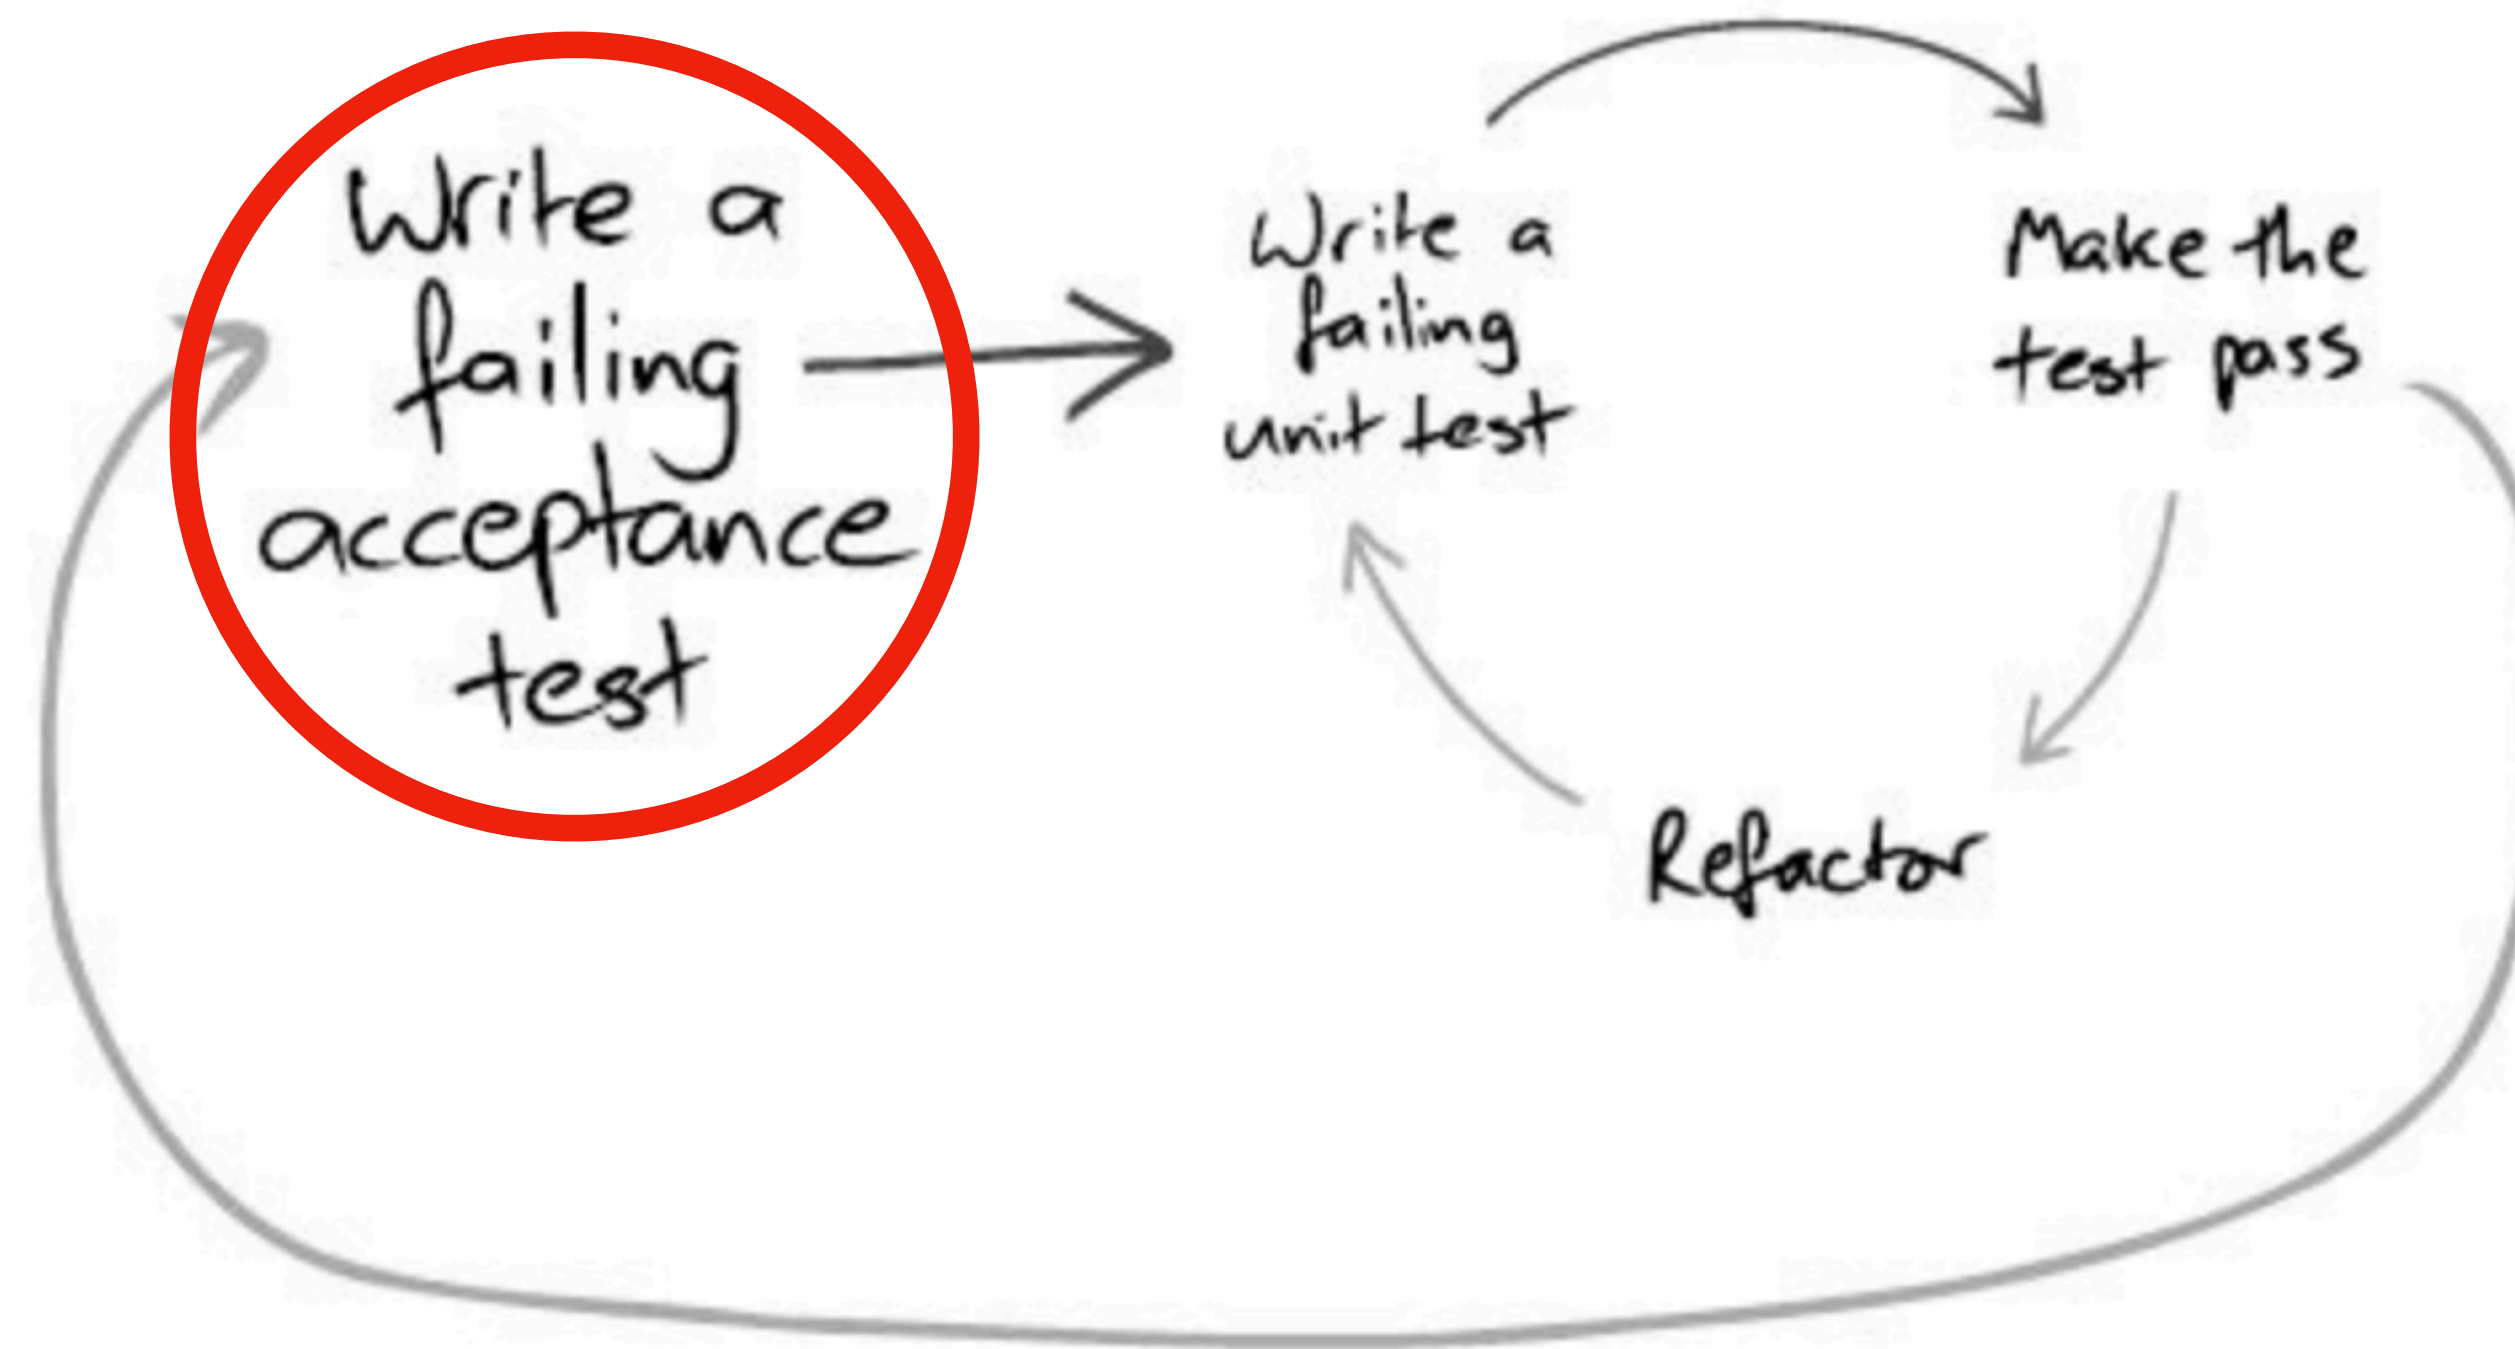 Write a
failing
acceptance
test
Write a
failing
unit test
Make the
test pass
Refactor